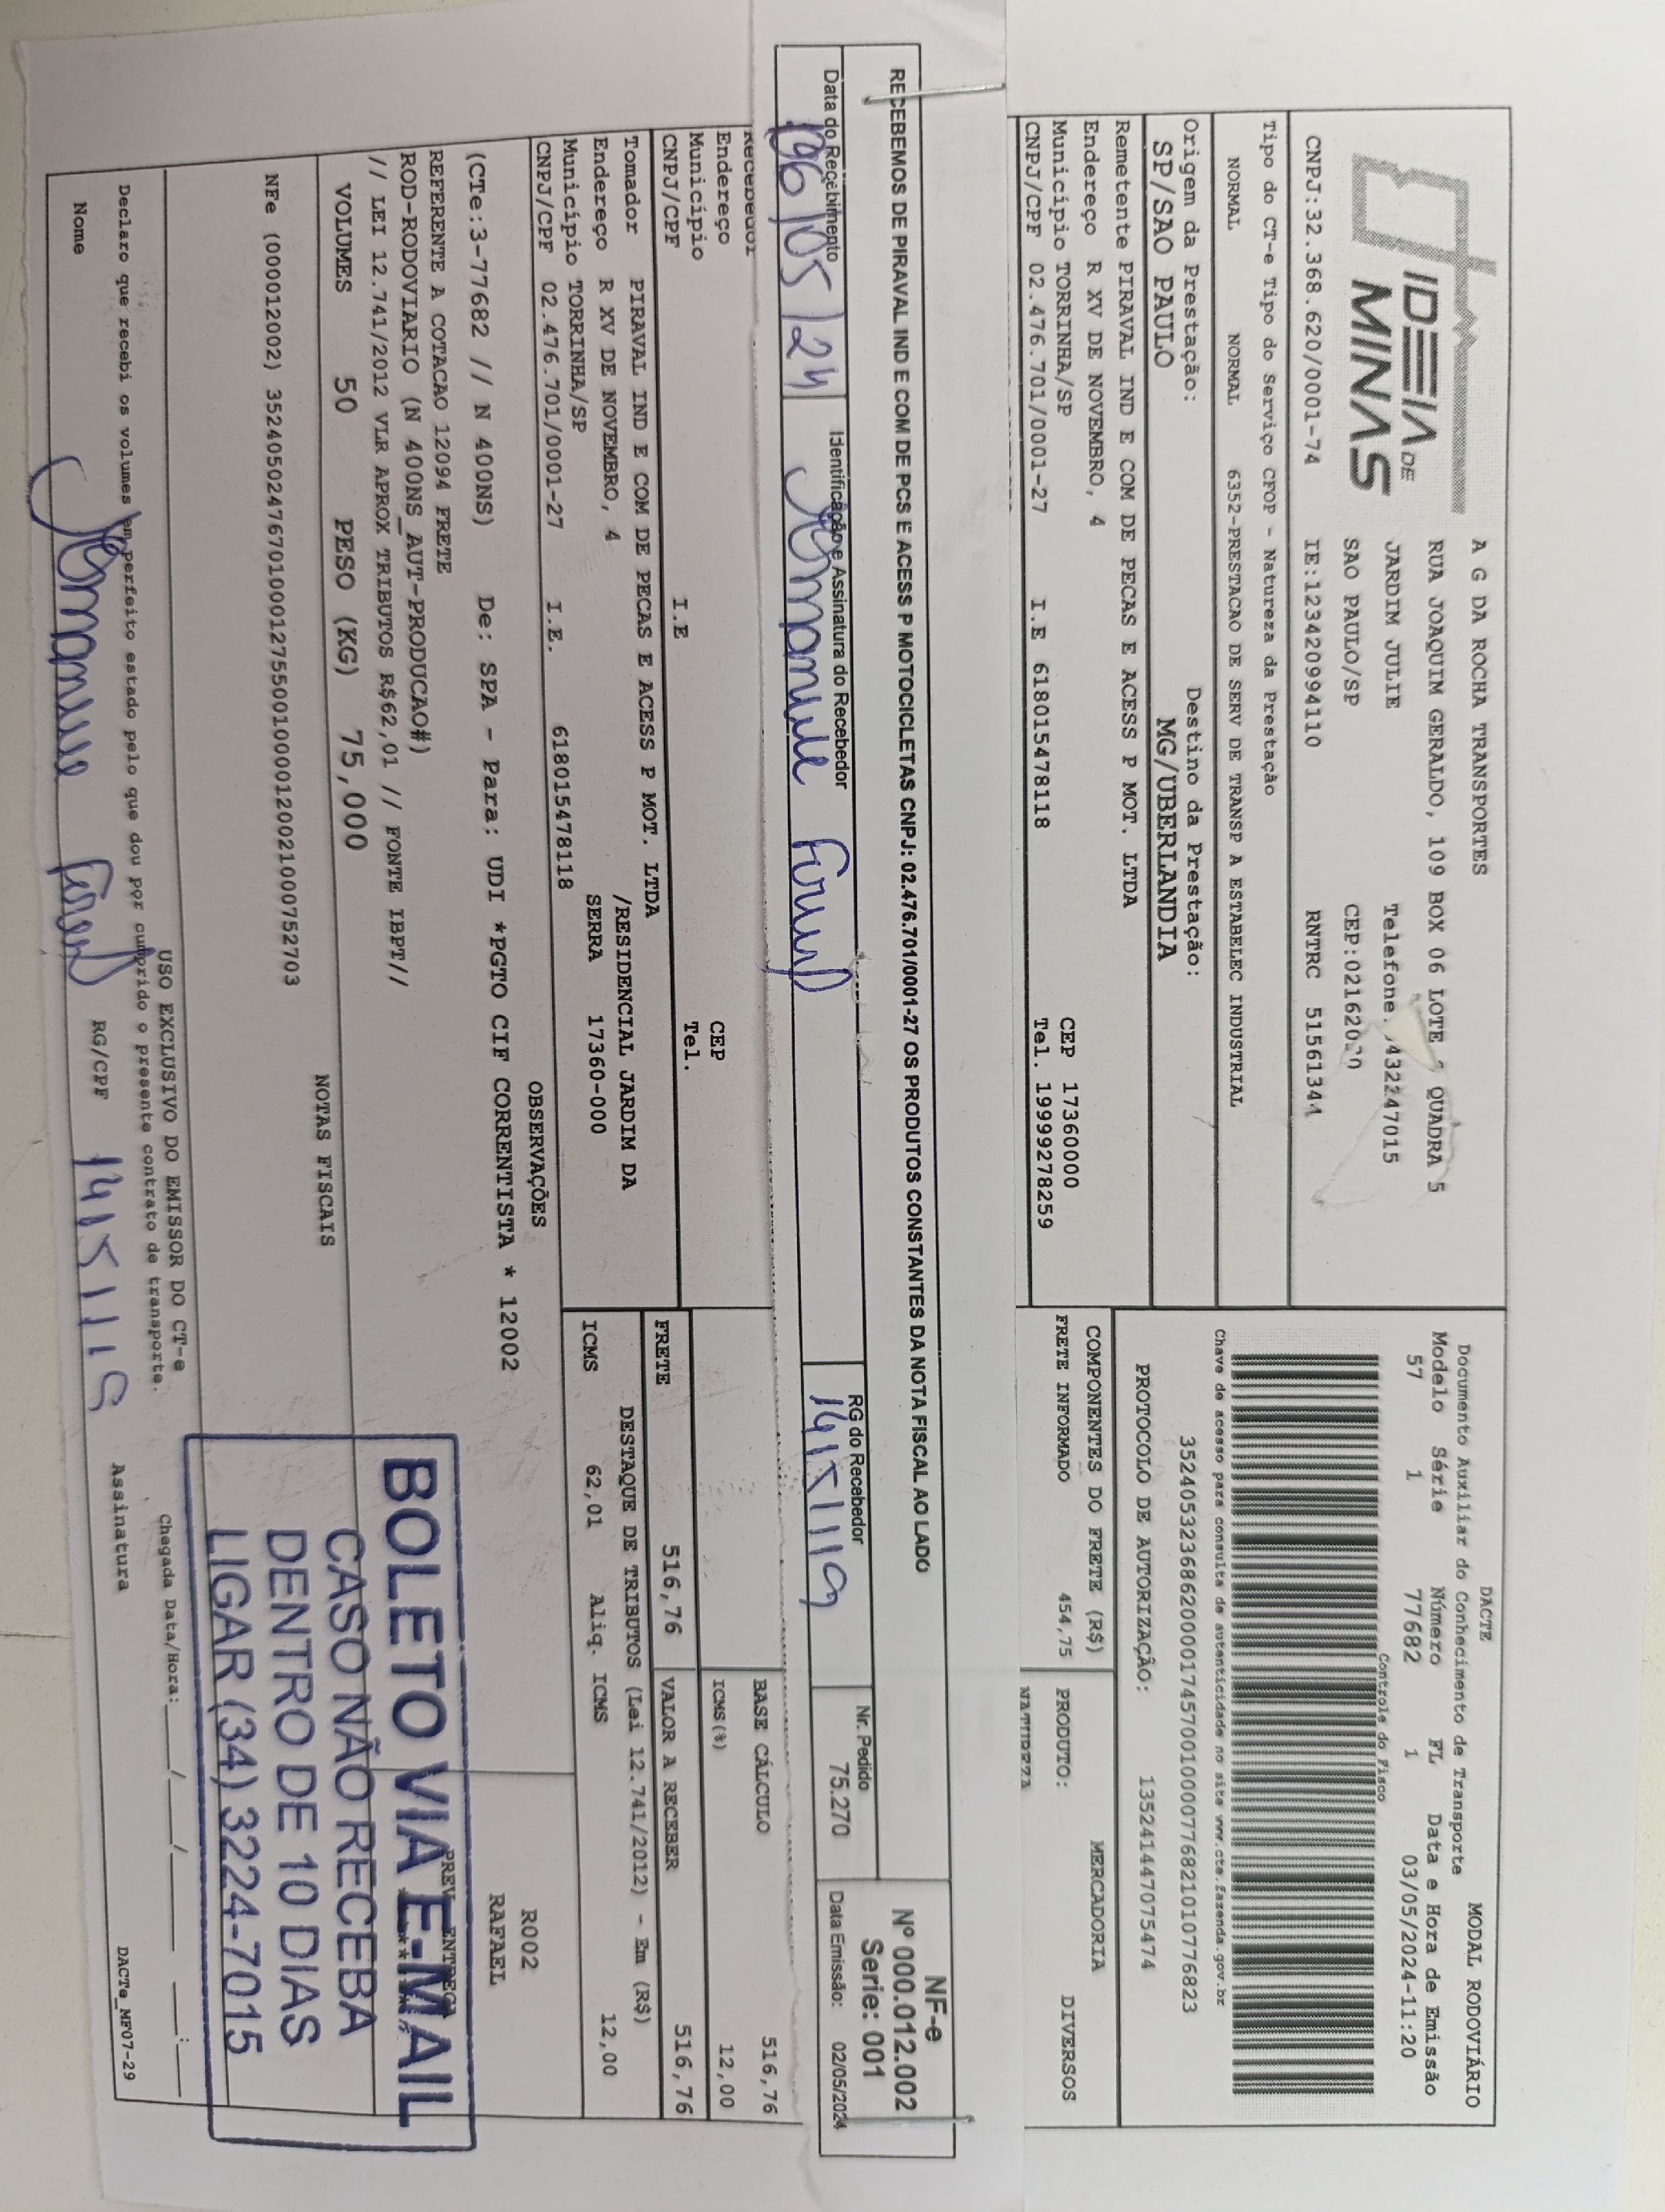 IDEIA DE
MINAS
A G DA ROCHA TRANSPORTES
RUA JOAQUIM GERALDO, 109 BOX 06 LOTE QUADRA 5
JARDIM JULIE Telefone. 432247015
SAO PAULO/SP
CNPJ:32.368.620/0001-74 IE:123420994110 RNTRC 51561344
DACTE MODAL RODOVIÁRIO
Documento Auxiliar do Conhecimento de Transporte
Modelo Série Número FL Data e Hora de Emissão
57 1 77682 1 03/05/2024-11:20
Controle do Fisco
Tipo do CT-e Tipo do Serviço CFOP - Natureza da Prestação
NORMAL NORMAL 6352-PRESTACAO DE SERV DE TRANSP A ESTABELEC INDUSTRIAL
Chave de acesso para consulta de autenticidade no site www.cte.fazenda.gov.br
35240532368620000174570010000776821010776823
Origem da Prestação: Destino da Prestação:
SP/SAO PAULO MG/UBERLANDIA
PROTOCOLO DE AUTORIZAÇÃO: 135241447075474
Remetente PIRAVAL IND E COM DE PECAS E ACESS P MOT. LTDA
Endereço R XV DE NOVEMBRO, 4
Município TORRINHA/SP CEP 17360000
CNPJ/CPF 02.476.701/0001-27 I.E 618015478118 Tel. 19999278259
COMPONENTES DO FRETE (R$) MERCADORIA
FRETE INFORMADO 454,75 PRODUTO: DIVERSOS
NATUREZA
RECEBEMOS DE PIRAVAL IND E COM DE PCS E ACESS P MOTOCICLETAS CNPJ: 02.476.701/0001-27 OS PRODUTOS CONSTANTES DA NOTA FISCAL AO LADO
NF-e
Nº 000.012.002
Serie: 001
Data do Recebimento Identificação e Assinatura do Recebedor RG do Recebedor Nr. Pedido
06/05/24 14151119 75.270 Data Emissão: 02/05/2024
Recebedor
Endereço CEP
Município Tel.
CNPJ/CPF I.E
BASE CÁLCULO 516,76
ICMS(%) 12,00
Tomador PIRAVAL IND E COM DE PECAS E ACESS P MOT. LTDA
Endereço R XV DE NOVEMBRO, 4 /RESIDENCIAL JARDIM DA
Município TORRINHA/SP SERRA 17360-000
CNPJ/CPF 02.476.701/0001-27 I.E. 618015478118
FRETE 516,76 VALOR A RECEBER 516,76
DESTAQUE DE TRIBUTOS (Lei 12.741/2012) - Em (R$)
ICMS 62,01 Aliq. ICMS 12,00
OBSERVAÇÕES
(CTe:3-77682 // N 400NS) De: SPA - Para: UDI *PGTO CIF CORRENTISTA * 12002
R002
RAFAEL
REFERENTE A COTACAO 12094 FRETE
ROD-RODOVIARIO (N 400NS_AUT-PRODUCAO#)
// LEI 12.741/2012 VLR APROX TRIBUTOS R$62,01 // FONTE IBPT//
VOLUMES 50 PESO (KG) 75,000
NOTAS FISCAIS
NFe (000012002) 35240502476701000127550010000120021000752703
BOLETO VIA E-MAIL
CASO NÃO RECEBA
DENTRO DE 10 DIAS
LIGAR (34) 3224-7015
USO EXCLUSIVO DO EMISSOR DO CT-e
Declaro que recebi os volumes em perfeito estado pelo que dou por cumprido o presente contrato de transporte.
Chegada Data/Hora: ___/___/___ ___:___
Nome RG/CPF 14151119 Assinatura
DACTe_MF07-29